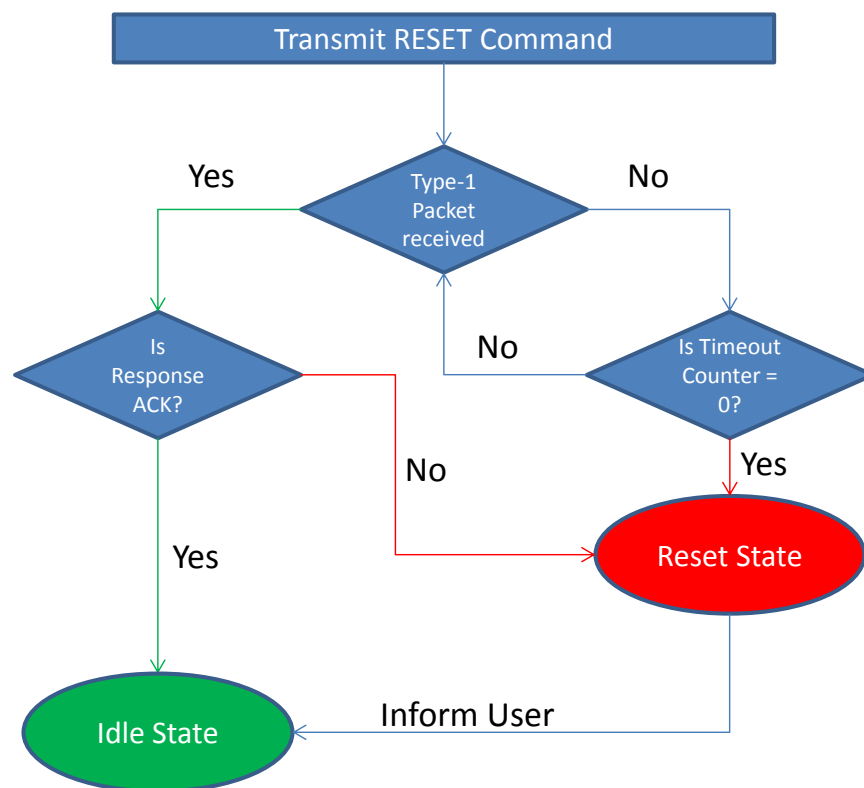 Transmit RESET Command
Yes
Type-1
Packet
received
No
Is
Response
ACK?
No
Is Timeout
Counter =
0?
No
Yes
Yes
Reset State
Idle State
Inform User